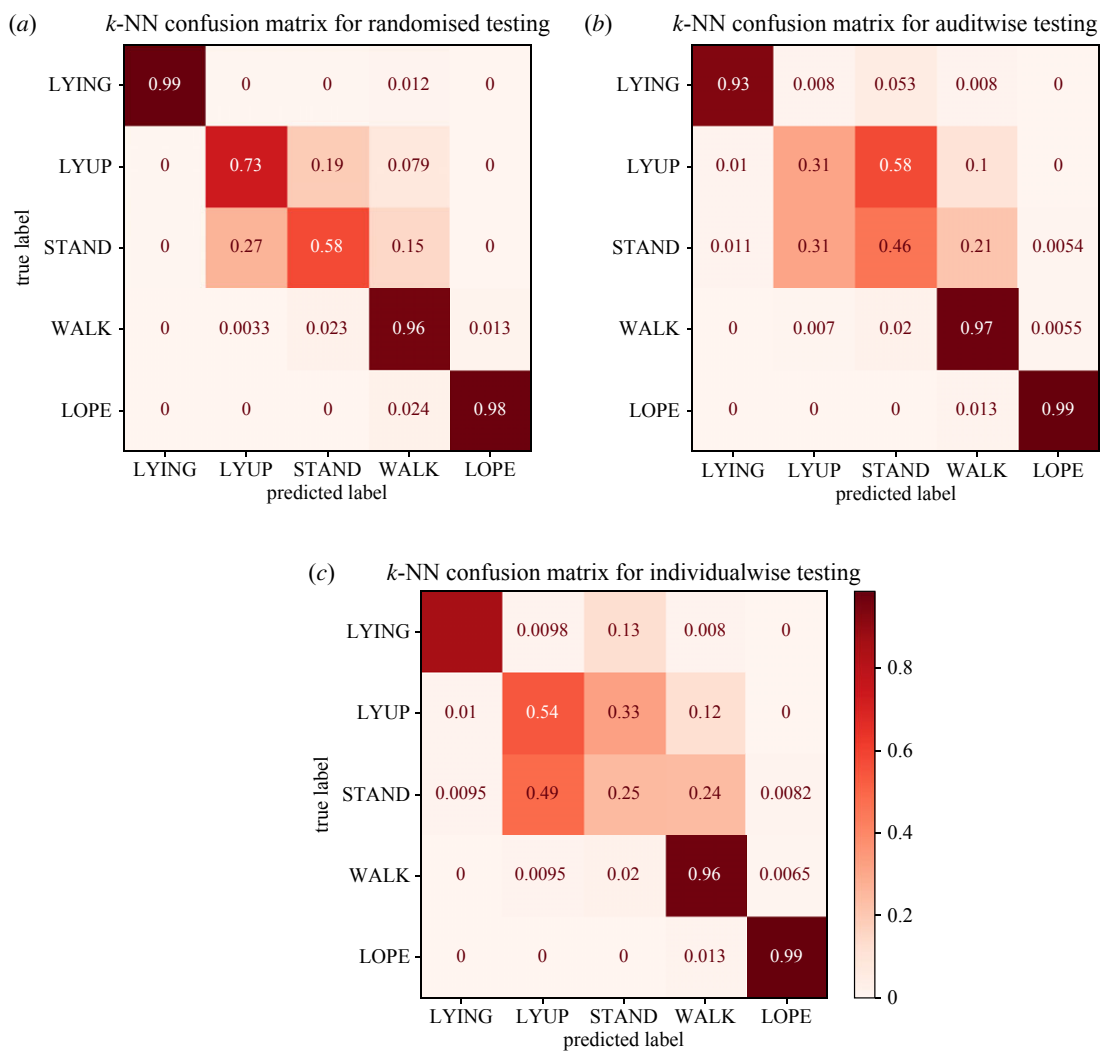 (a) k-NN confusion matrix for randomised testing
LYING 0.99 0 0 0.012 0
LYUP 0 0.73 0.19 0.079 0
STAND 0 0.27 0.58 0.15 0
WALK 0 0.0033 0.023 0.96 0.013
LOPE 0 0 0 0.024 0.98
true label
LYING LYUP STAND WALK LOPE
predicted label
(b) k-NN confusion matrix for auditwise testing
LYING 0.93 0.008 0.053 0.008 0
LYUP 0.01 0.31 0.58 0.1 0
STAND 0.011 0.31 0.46 0.21 0.0054
WALK 0 0.007 0.02 0.97 0.0055
LOPE 0 0 0 0.013 0.99
LYING LYUP STAND WALK LOPE
predicted label
(c) k-NN confusion matrix for individualwise testing
LYING 0.0098 0.13 0.008 0
LYUP 0.01 0.54 0.33 0.12 0
STAND 0.0095 0.49 0.25 0.24 0.0082
WALK 0 0.0095 0.02 0.96 0.0065
LOPE 0 0 0 0.013 0.99
true label
LYING LYUP STAND WALK LOPE
predicted label
0.8
0.6
0.4
0.2
0